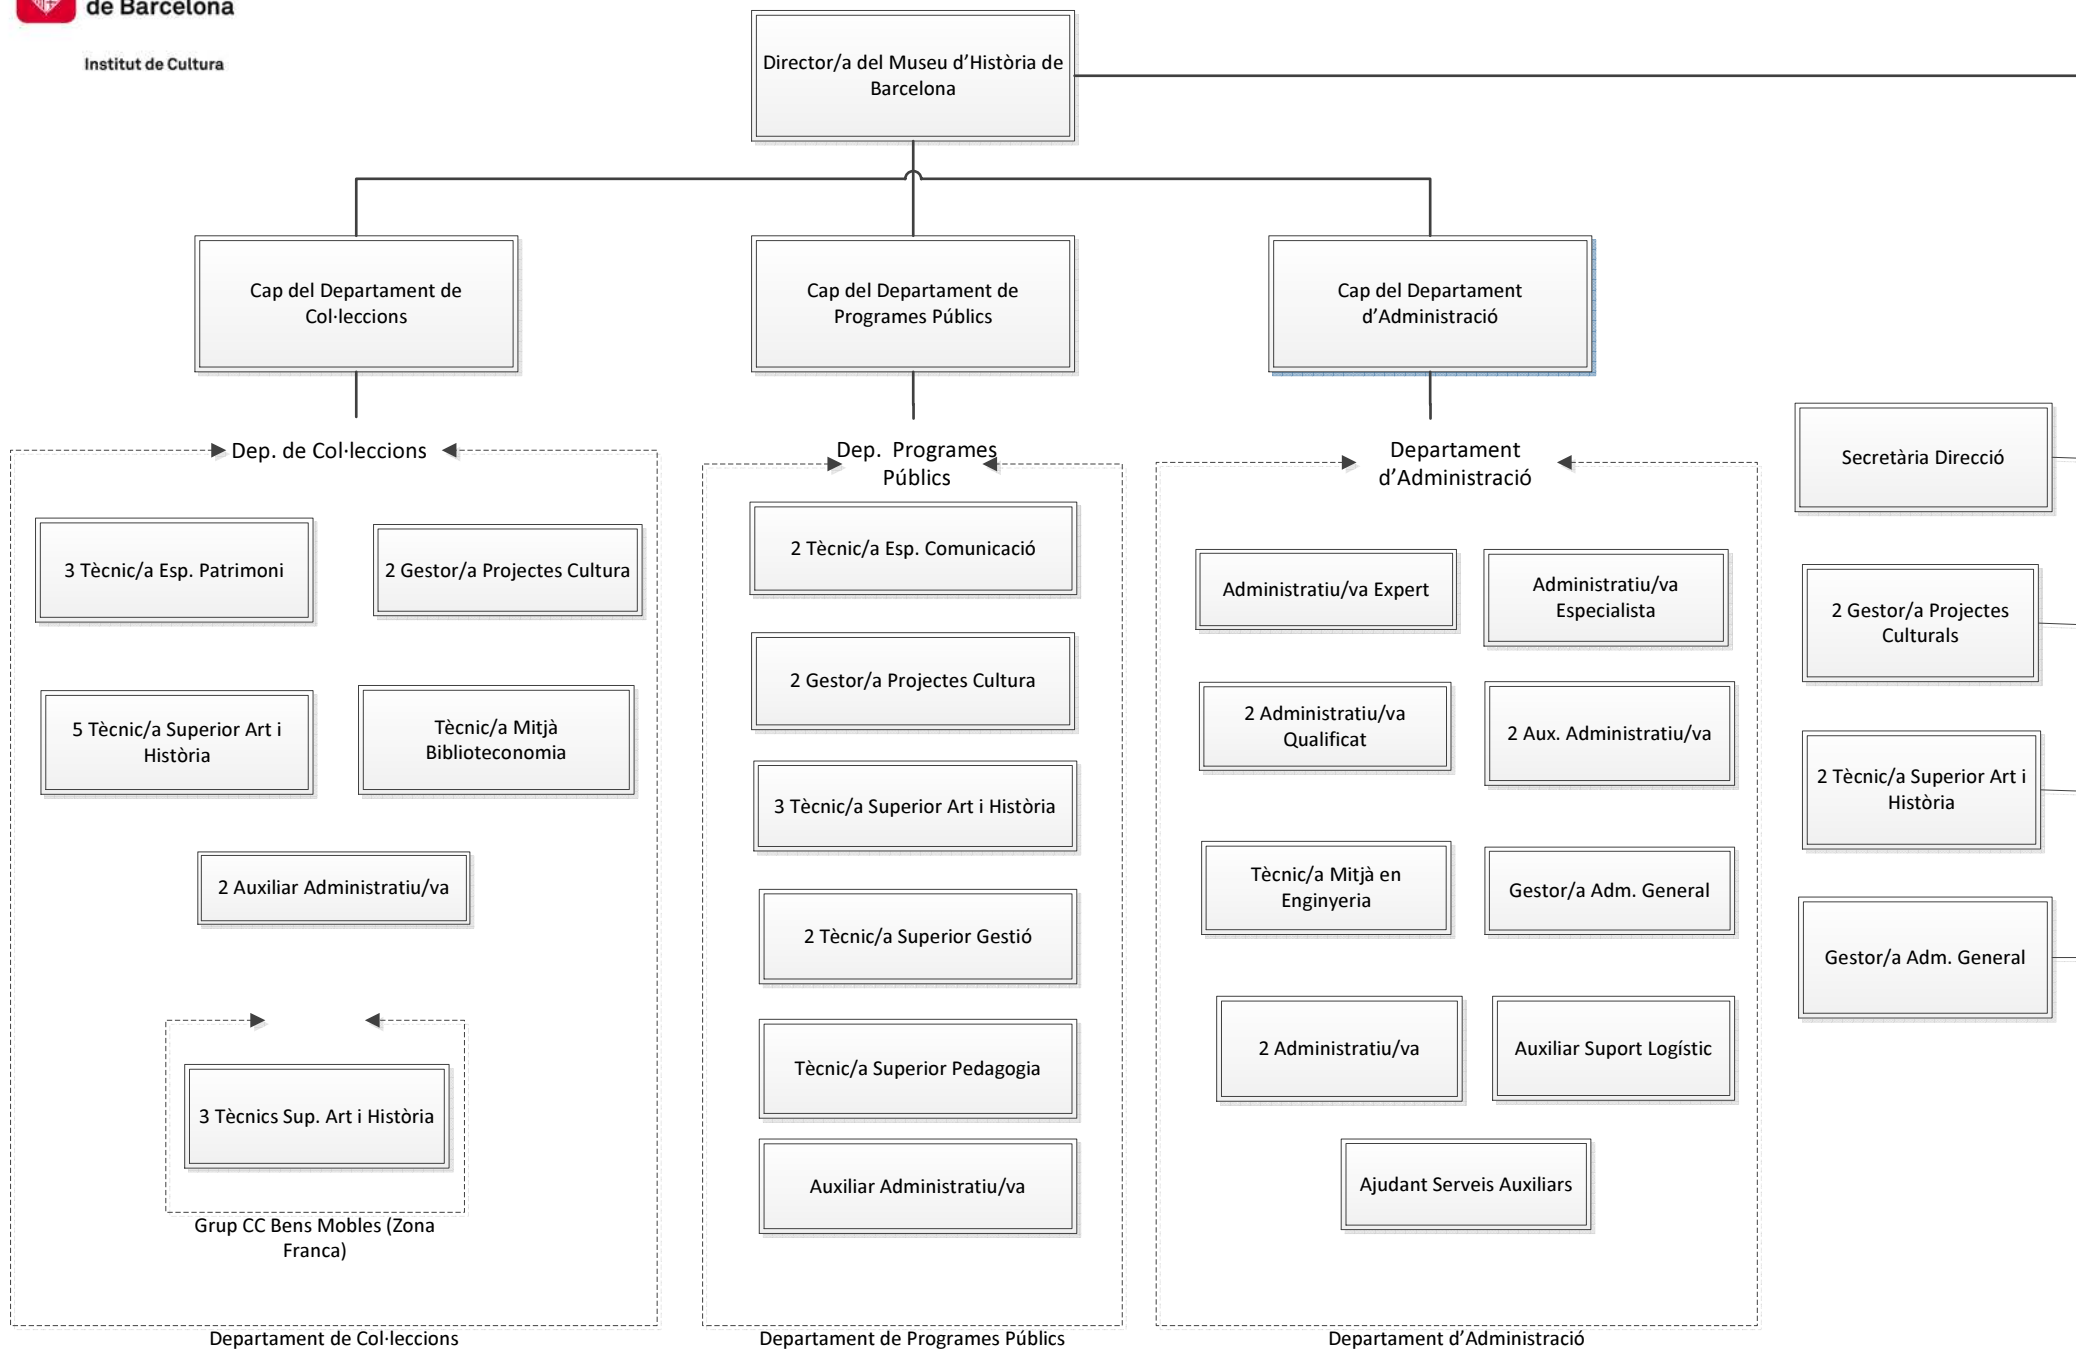 de Barcelona
Institut de Cultura
Director/a del Museu d’Història de
Barcelona
Cap del Departament de
Col·leccions
Cap del Departament de
Programes Públics
Cap del Departament
d’Administració
Dep. de Col·leccions
3 Tècnic/a Esp. Patrimoni
2 Gestor/a Projectes Cultura
5 Tècnic/a Superior Art i
Història
Tècnic/a Mitjà
Biblioteconomia
2 Auxiliar Administratiu/va
3 Tècnics Sup. Art i Història
Grup CC Bens Mobles (Zona
Franca)
Departament de Col·leccions
Dep.  Programes
Públics
2 Tècnic/a Esp. Comunicació
2 Gestor/a Projectes Cultura
3 Tècnic/a Superior Art i Història
2 Tècnic/a Superior Gestió
Tècnic/a Superior Pedagogia
Auxiliar Administratiu/va
Departament de Programes Públics
Departament
d’Administració
Administratiu/va Expert
Administratiu/va
Especialista
2 Administratiu/va
Qualificat
2 Aux. Administratiu/va
Tècnic/a Mitjà en
Enginyeria
Gestor/a Adm. General
2 Administratiu/va
Auxiliar Suport Logístic
Ajudant Serveis Auxiliars
Departament d’Administració
Secretària Direcció
2 Gestor/a Projectes
Culturals
2 Tècnic/a Superior Art i
Història
Gestor/a Adm. General